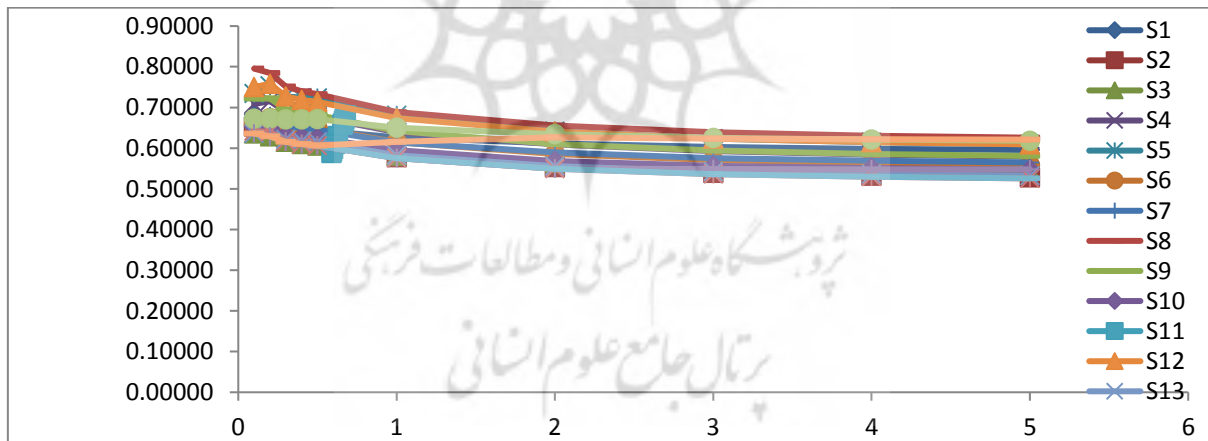 0.90000
0.80000
0.70000
0.60000
0.50000
0.40000
0.30000
0.20000
0.10000
0.00000
0 1 2 3 4 5 6
S1
S2
S3
S4
S5
S6
S7
S8
S9
S10
S11
S12
S13
پژوهشگاه علوم انسانی و مطالعات فرهنگی
پرتال جامع علوم انسانی